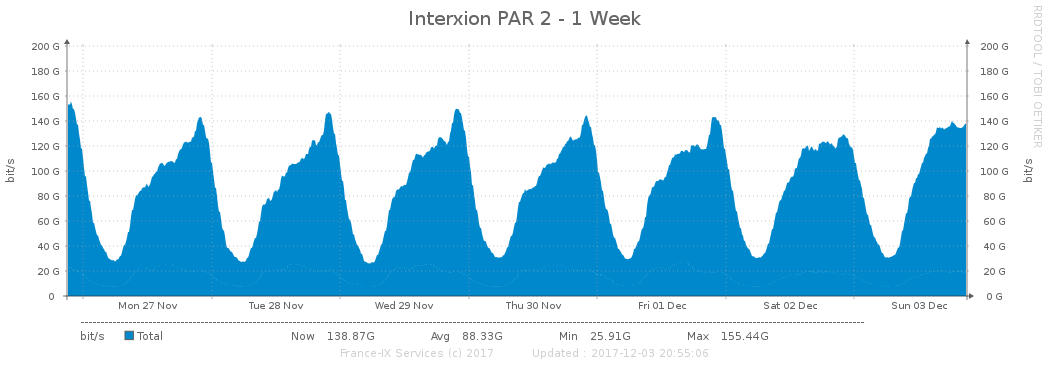 Interxion PAR 2 - 1 Week
RRDTOOL / TOBI OETIKER
200 G 200 G
180 G 180 G
160 G 160 G
140 G 140 G
120 G 120 G
100 G 100 G
80 G 80 G
60 G 60 G
40 G 40 G
20 G 20 G
0 0 G
bit/s
bit/s
Mon 27 Nov Tue 28 Nov Wed 29 Nov Thu 30 Nov Fri 01 Dec Sat 02 Dec Sun 03 Dec
bit/s Total Now 138.87G Avg 88.33G Min 25.91G Max 155.44G
France-IX Services (c) 2017 Updated : 2017-12-03 20:55:06